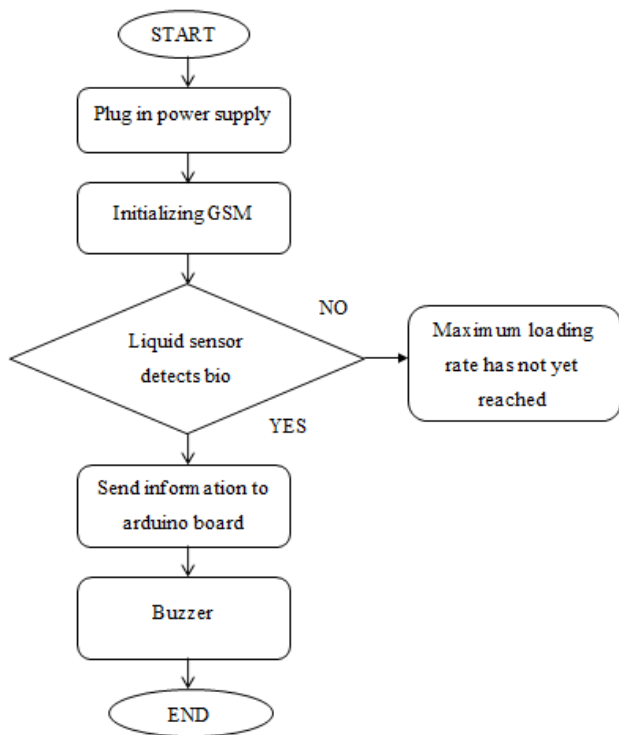 START
Plug in power supply
Initializing GSM
NO
Liquid sensor
detects bio
Maximum loading
rate has not yet
reached
YES
Send information to
arduino board
Buzzer
END